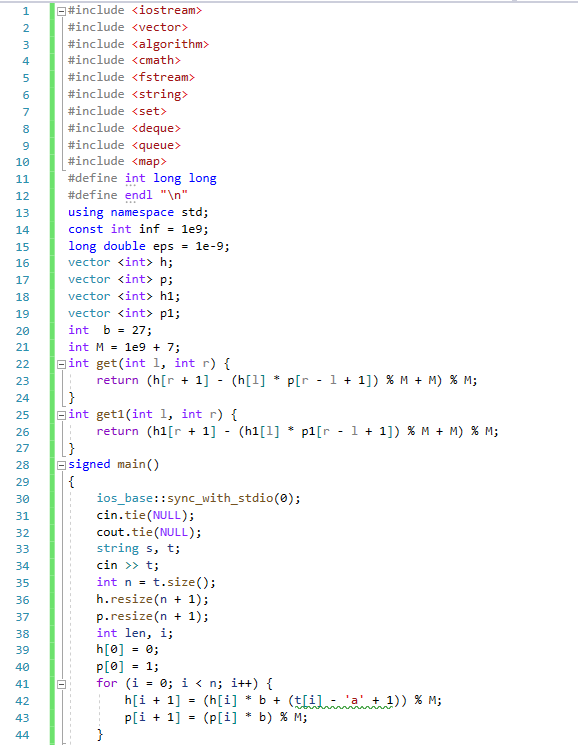 1 #include <iostream>
2 #include <vector>
3 #include <algorithm>
4 #include <cmath>
5 #include <fstream>
6 #include <string>
7 #include <set>
8 #include <deque>
9 #include <queue>
10 #include <map>
11 #define int long long
12 #define endl "\n"
13 using namespace std;
14 const int inf = 1e9;
15 long double eps = 1e-9;
16 vector <int> h;
17 vector <int> p;
18 vector <int> h1;
19 vector <int> p1;
20 int  b = 27;
21 int M = 1e9 + 7;
22 int get(int l, int r) {
23     return (h[r + 1] - (h[l] * p[r - l + 1]) % M + M) % M;
24 }
25 int get1(int l, int r) {
26     return (h1[r + 1] - (h1[l] * p1[r - l + 1]) % M + M) % M;
27 }
28 signed main()
29 {
30     ios_base::sync_with_stdio(0);
31     cin.tie(NULL);
32     cout.tie(NULL);
33     string s, t;
34     cin >> t;
35     int n = t.size();
36     h.resize(n + 1);
37     p.resize(n + 1);
38     int len, i;
39     h[0] = 0;
40     p[0] = 1;
41     for (i = 0; i < n; i++) {
42         h[i + 1] = (h[i] * b + (t[i] - 'a' + 1)) % M;
43         p[i + 1] = (p[i] * b) % M;
44     }